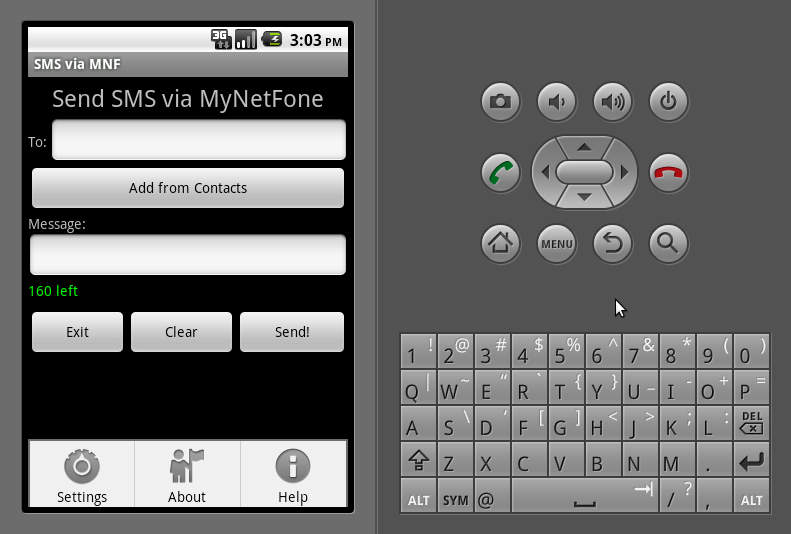 3G 3:03 PM
SMS via MNF
Send SMS via MyNetFone
To:
Add from Contacts
Message:
160 left
Exit Clear Send!
Settings About Help
MENU
1 ! 2 @ 3 # 4 $ 5 % 6 ^ 7 & 8 * 9 ( 0 )
Q | W ~ E “ R ` T { Y } U _ I - O + P =
A S \ D ‘ F [ G ] H < J > K ; L : DEL
Z X C V B N M .
ALT SYM @ / ? , ALT